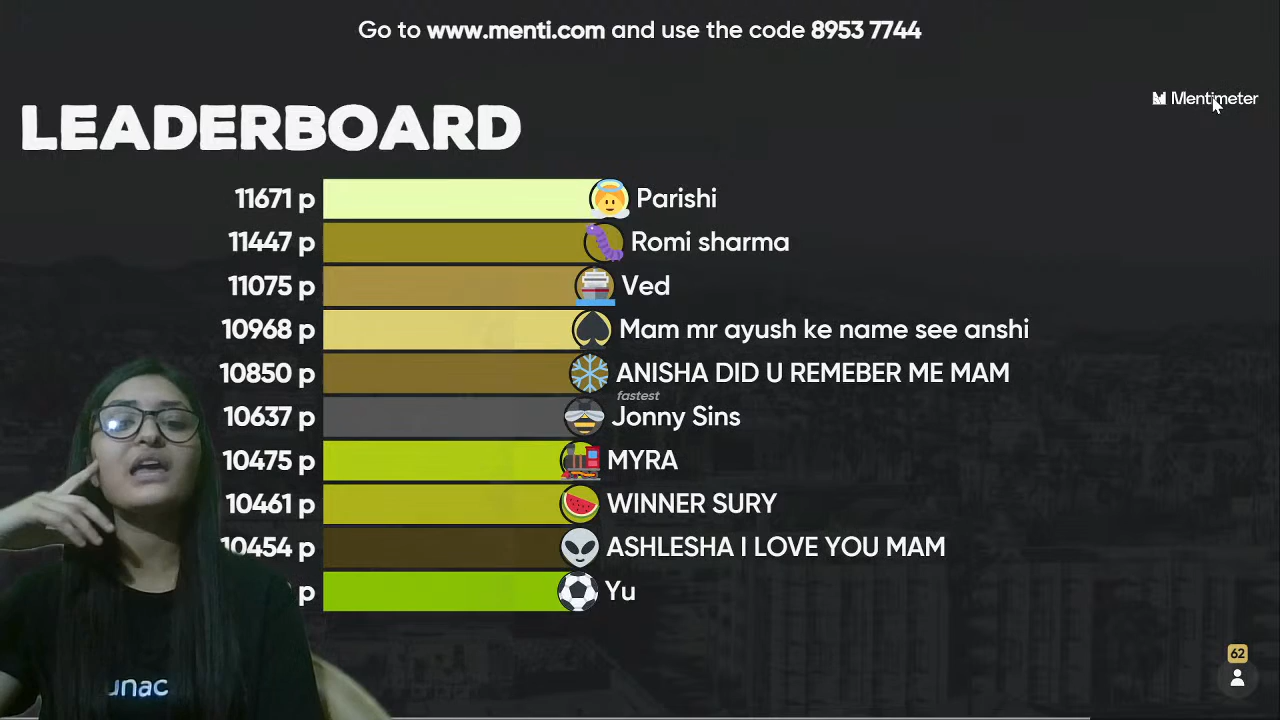 Go to www.menti.com and use the code 8953 7744
Mentimeter
LEADERBOARD
11671 p Parishi
11447 p Romi sharma
11075 p Ved
10968 p Mam mr ayush ke name see anshi
10850 p ANISHA DID U REMEBER ME MAM
fastest
10637 p Jonny Sins
10475 p MYRA
10461 p WINNER SURY
10454 p ASHLESHA I LOVE YOU MAM
p Yu
62
unac